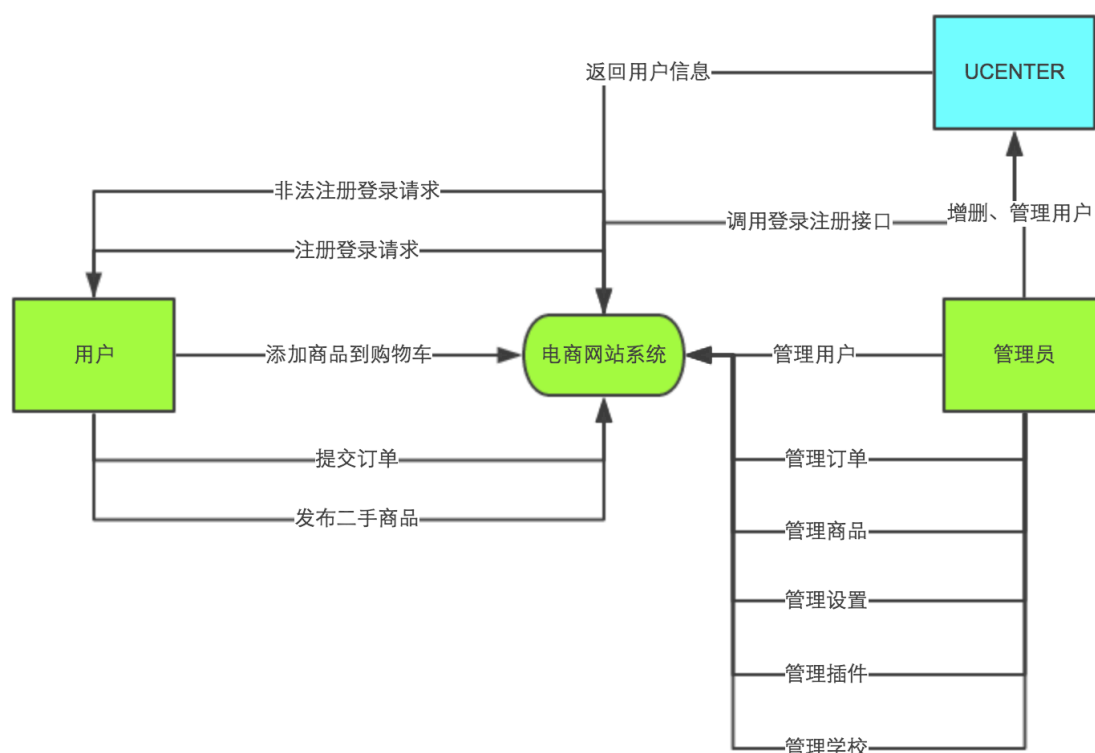 UCENTER
返回用户信息
非法注册登录请求
调用登录注册接口
增删、管理用户
注册登录请求
用户
添加商品到购物车
电商网站系统
管理用户
管理员
提交订单
管理订单
发布二手商品
管理商品
管理设置
管理插件
管理学校